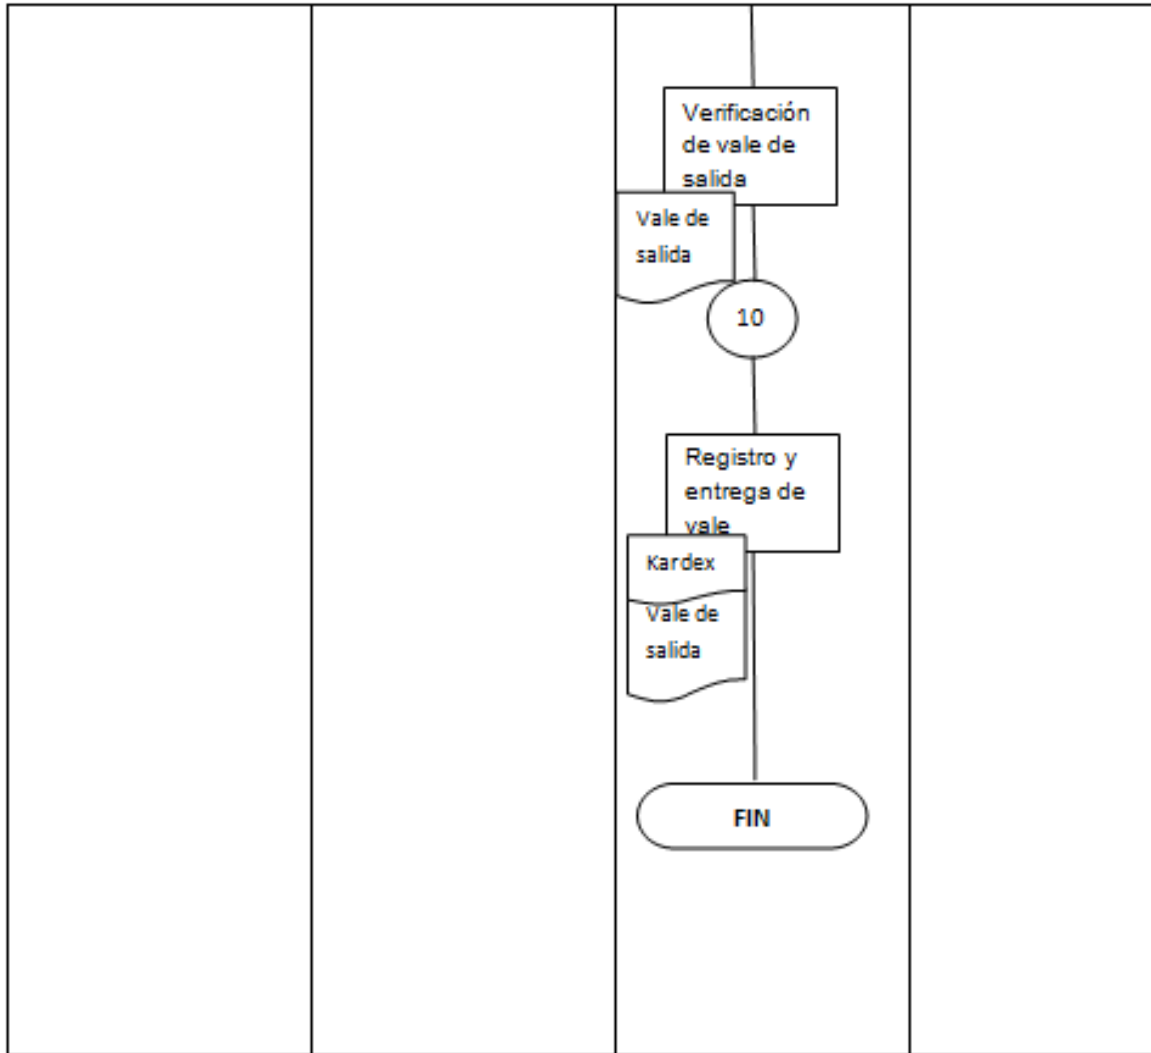 Verificación
de vale de
salida
Vale de
salida
10
Registro y
entrega de
vale
Kardex
Vale de
salida
FIN